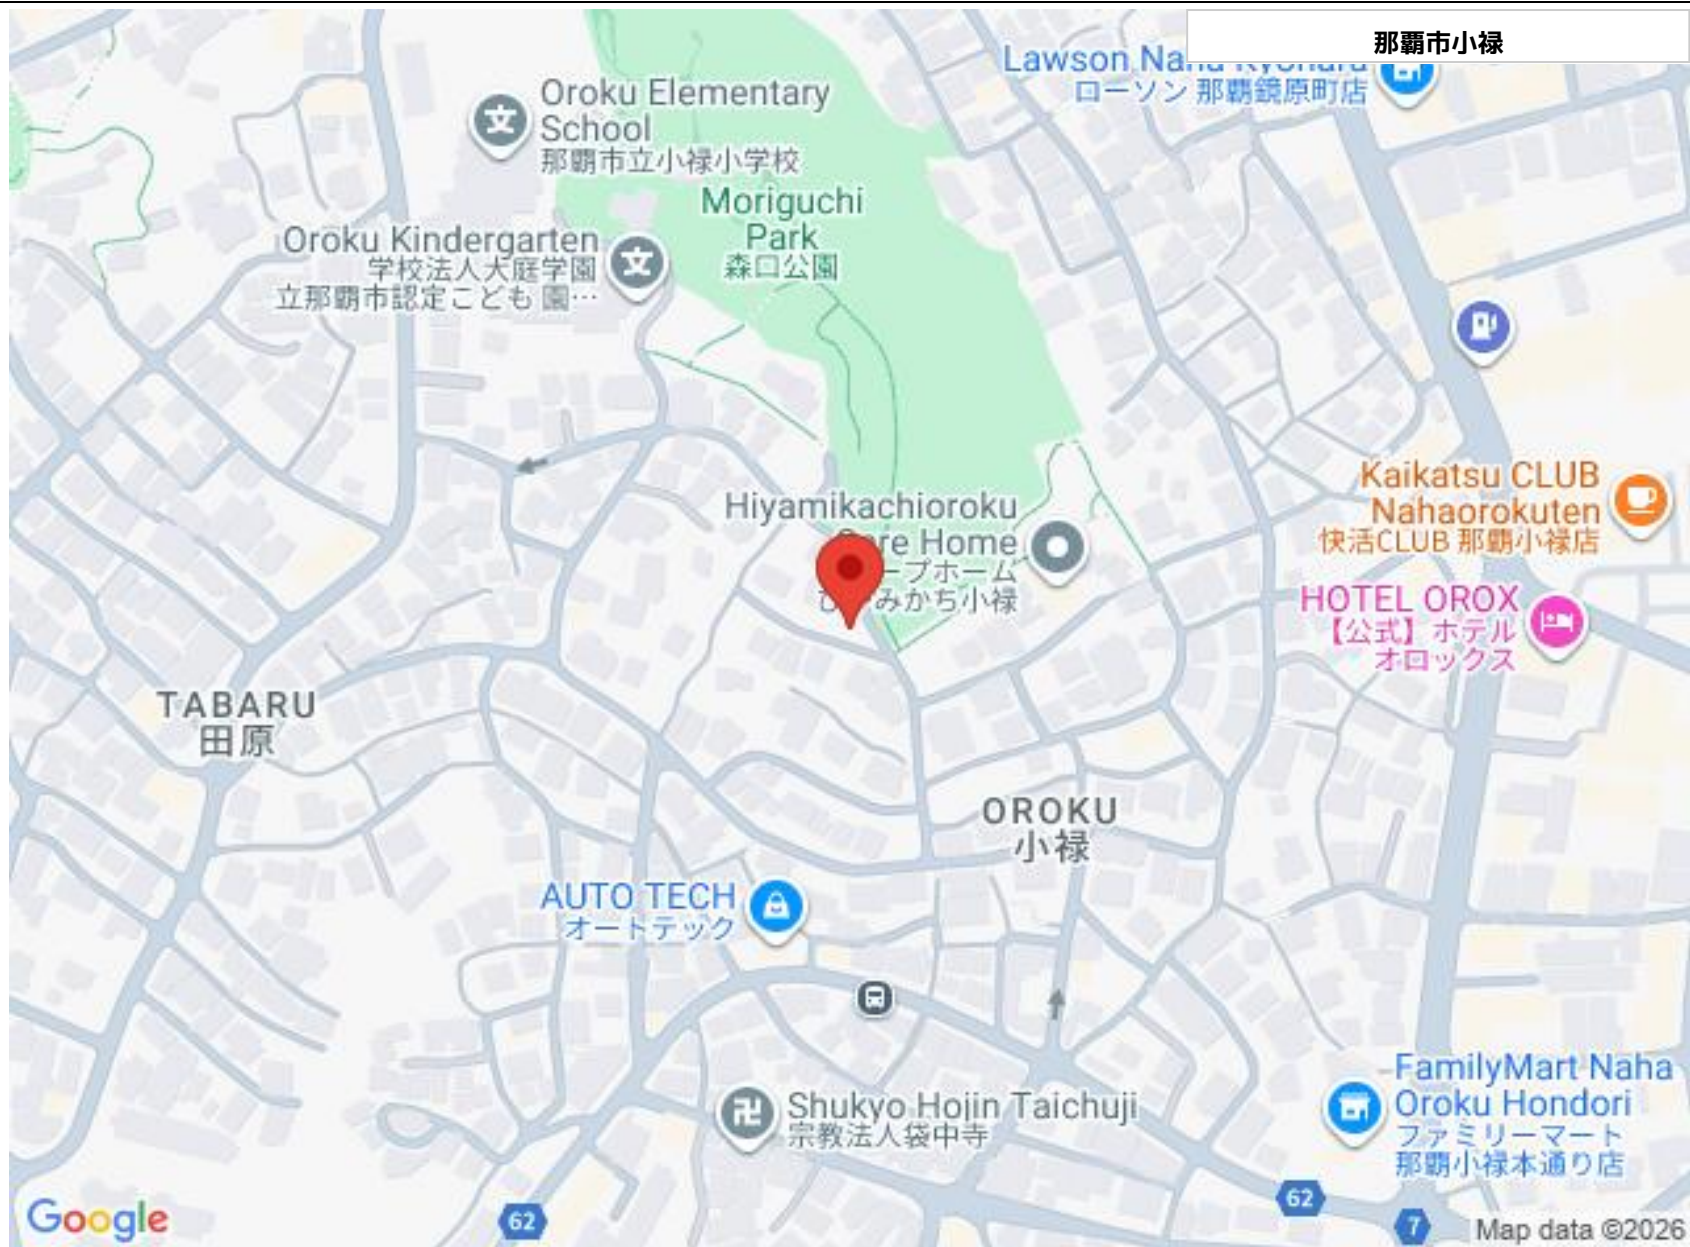 那覇市小禄
ローソン 那覇鏡原町店
Oroku Elementary
School
那覇市立小禄小学校
Moriguchi
Park
森口公園
Oroku Kindergarten
学校法人大庭学園
立那覇市認定こども 園…
Kaikatsu CLUB
Nahaorokuten
快活CLUB 那覇小禄店
Hiyamikachioroku
Home
ープホーム
みかち小禄
HOTEL OROX
【公式】ホテル
オロックス
TABARU
田原
OROKU
小禄
AUTO TECH
オートテック
Shukyo Hojin Taichuji
宗教法人袋中寺
FamilyMart Naha
Oroku Hondori
ファミリーマート
那覇小禄本通り店
62
62
7
Google
Map data ©2026